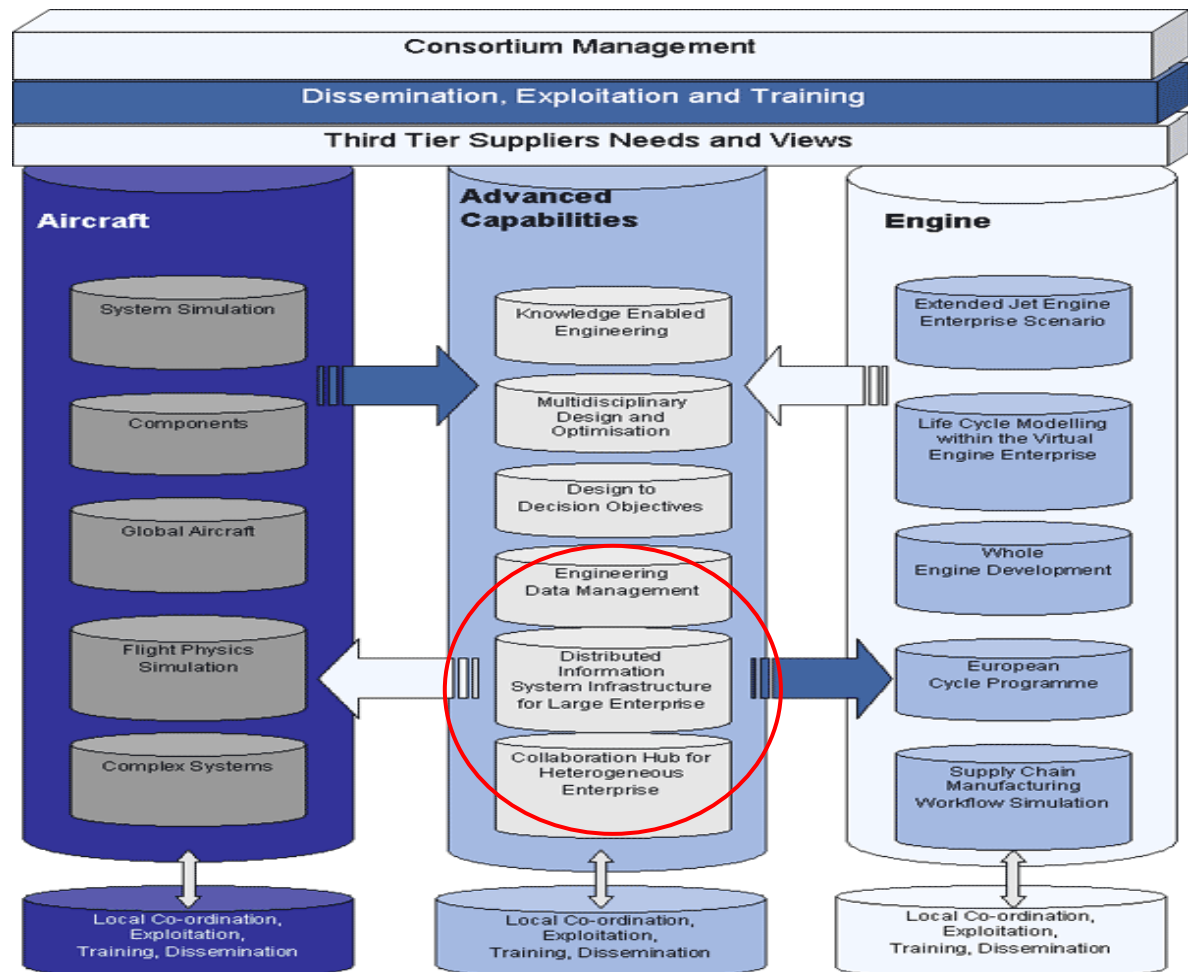 Consortium Management
Dissemination, Exploitation and Training
Third Tier Suppliers Needs and Views
Aircraft
System Simulation
Components
Global Aircraft
Flight Physics
Simulation
Complex Systems
Local Co-ordination,
Exploitation,
Training, Dissemination
Advanced
Capabilities
Knowledge Enabled
Engineering
Multidisciplinary
Design and
Optimisation
Design to
Decision Objectives
Engineering
Data Management
Distributed
Information
System Infrastructure
for Large Enterprise
Collaboration Hub for
Heterogeneous
Enterprise
Local Co-ordination,
Exploitation,
Training, Dissemination
Engine
Extended Jet Engine
Enterprise Scenario
Life Cycle Modelling
within the Virtual
Engine Enterprise
Whole
Engine Development
European
Cycle Programme
Supply Chain
Manufacturing
Workflow Simulation
Local Co-ordination,
Exploitation,
Training, Dissemination